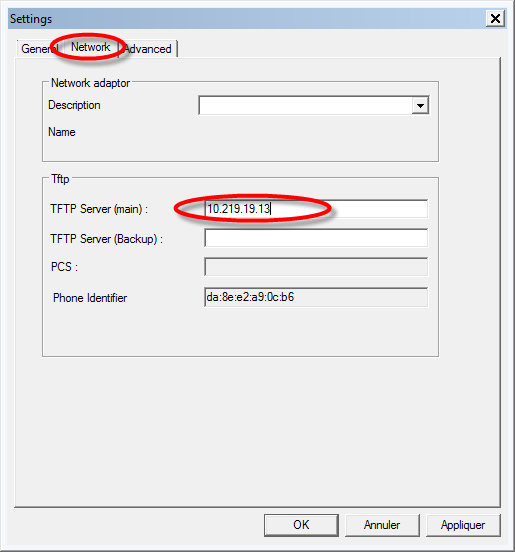 Settings
General Network Advanced
Network adaptor
Description
Name
Tftp
TFTP Server (main) : 10.219.19.13
TFTP Server (Backup) :
PCS :
Phone Identifier da:8e:e2:a9:0c:b6
OK Annuler Appliquer